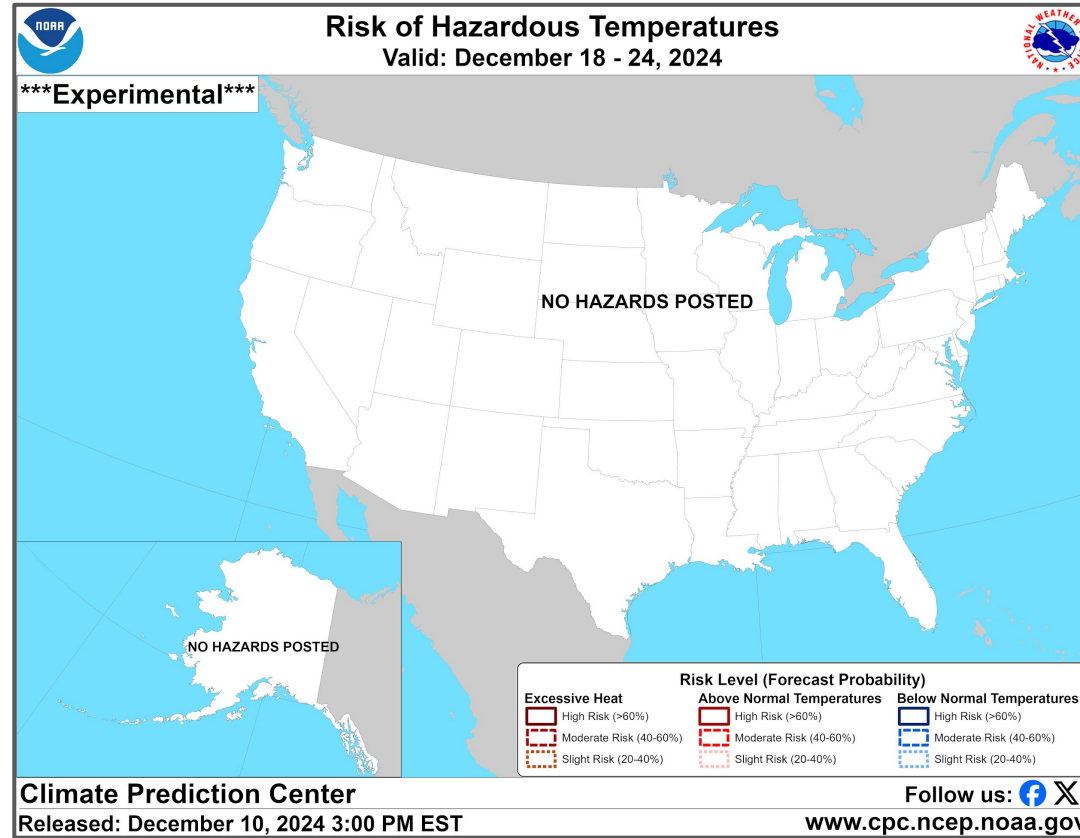 NOAA
Risk of Hazardous Temperatures
Valid: December 18 - 24, 2024
NATIONAL WEATHER
***Experimental***
NO HAZARDS POSTED
NO HAZARDS POSTED
Risk Level (Forecast Probability)
Excessive Heat
Above Normal Temperatures
Below Normal Temperatures
High Risk (>60%)
High Risk (>60%)
High Risk (>60%)
Moderate Risk (40-60%)
Moderate Risk (40-60%)
Moderate Risk (40-60%)
Slight Risk (20-40%)
Slight Risk (20-40%)
Slight Risk (20-40%)
Climate Prediction Center
Follow us:
Released: December 10, 2024 3:00 PM EST
www.cpc.ncep.noaa.gov